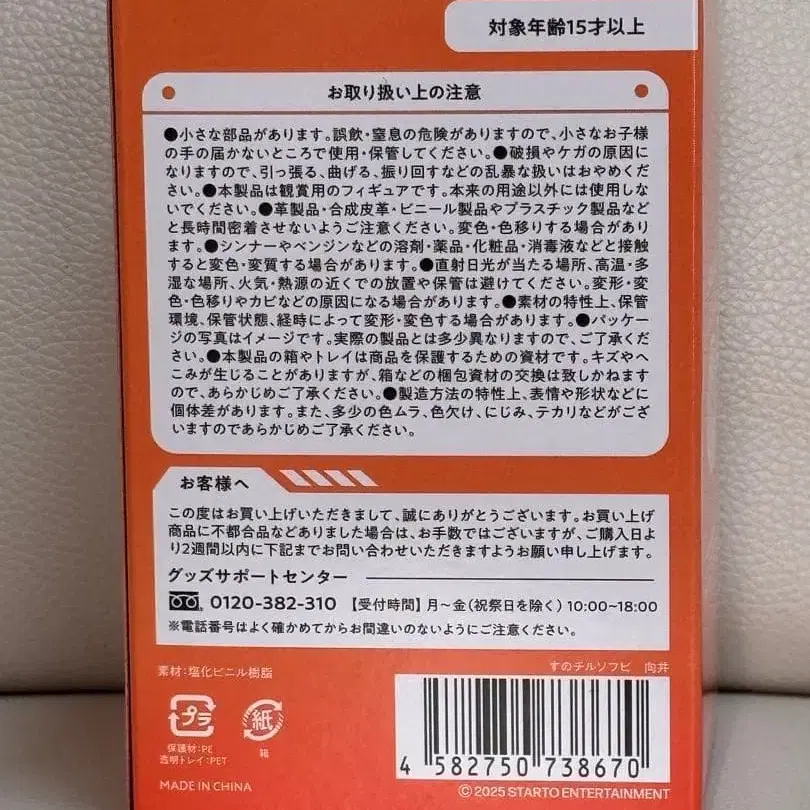 対象年齢15才以上
お取り扱い上の注意
●小さな部品があります。誤飲・窒息の危険がありますので、小さなお子様
の手の届かないところで使用・保管してください。●破損やケガの原因に
なりますので、引っ張る、曲げる、振り回すなどの乱暴な扱いはおやめくだ
さい。●本製品は観賞用のフィギュアです。本来の用途以外には使用しな
いでください。●革製品・合成皮革・ビニール製品やプラスチック製品など
と長時間密着させないようご注意ください。変色・色移りする場合があり
ます。●シンナーやベンジンなどの溶剤・薬品・化粧品・消毒液などと接触
すると変色・変質する場合があります。●直射日光が当たる場所、高温・多
湿な場所、火気・熱源の近くでの放置や保管は避けてください。変形・変
色・色移りやカビなどの原因になる場合があります。●素材の特性上、保管
環境、保管状態、経時によって変形・変色する場合があります。●パッケー
ジの写真はイメージです。実際の製品とは多少異なりますので、ご了承くだ
さい。●本製品の箱やトレイは商品を保護するための資材です。キズやへ
こみが生じることがありますが、箱などの梱包資材の交換は致しかねます
ので、あらかじめご了承ください。●製造方法の特性上、表情や形状などに
個体差があります。また、多少の色ムラ、色欠け、にじみ、テカリなどがござ
いますのであらかじめご了承ください。
お客様へ
この度はお買い上げいただきまして、誠にありがとうございます。お買い上げ
商品に不都合品などありました場合は、お手数ではございますが、ご購入日よ
り2週間以内に下記までお問い合わせいただきますようお願い申し上げます。
グッズサポートセンター
0120-382-310 【受付時間】月~金(祝祭日を除く)10:00~18:00
※電話番号はよく確かめてからお間違いのないようにご注意ください。
素材:塩化ビニル樹脂
すのチルソフビ 向井
プラ
紙
保護材:PE
透明トレイ:PET
箱
4 582750 738670
MADE IN CHINA
©2025 STARTO ENTERTAINMENT